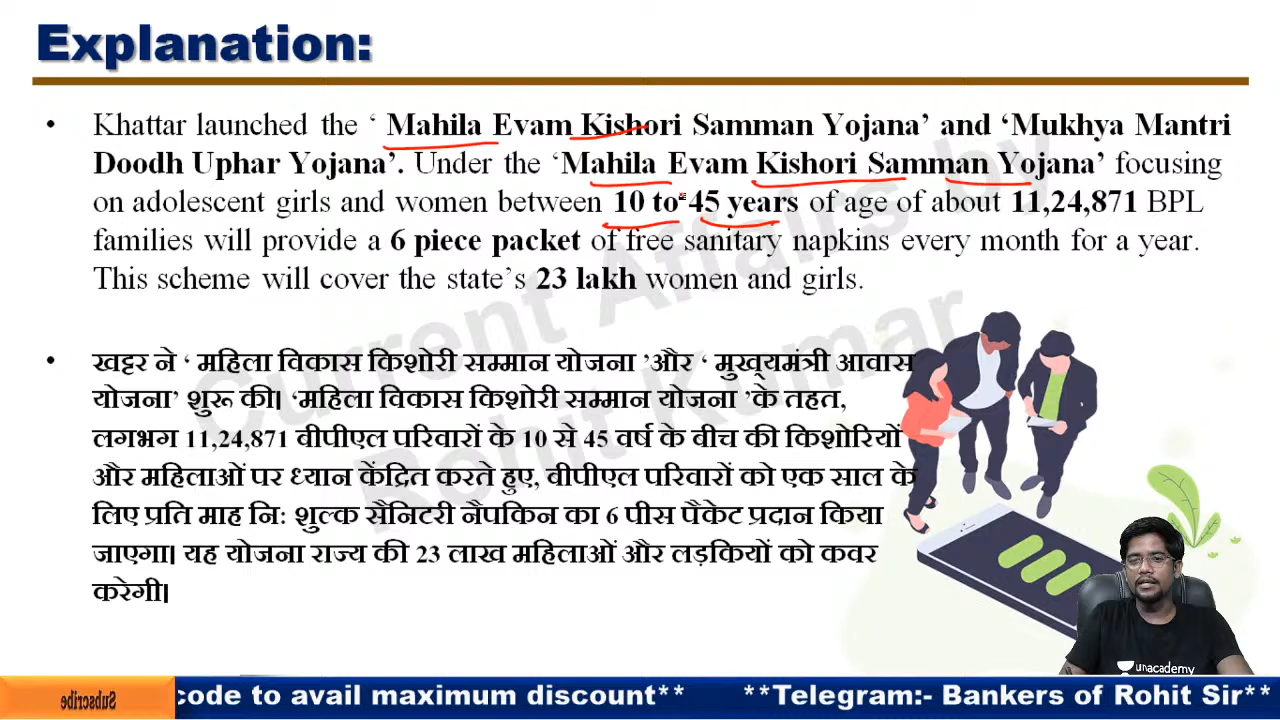 Explanation:
• Khattar launched the ‘ Mahila Evam Kishori Samman Yojana’ and ‘Mukhya Mantri
Doodh Uphar Yojana’. Under the ‘Mahila Evam Kishori Samman Yojana’ focusing
on adolescent girls and women between 10 to 45 years of age of about 11,24,871 BPL
families will provide a 6 piece packet of free sanitary napkins every month for a year.
This scheme will cover the state’s 23 lakh women and girls.
• खट्टर ने ‘ महिला विकास किशोरी सम्मान योजना ’और ‘ मुख्यमंत्री आवास
योजना’ शुरू की। ‘महिला विकास किशोरी सम्मान योजना ’के तहत,
लगभग 11,24,871 बीपीएल परिवारों के 10 से 45 वर्ष के बीच की किशोरियों
और महिलाओं पर ध्यान केंद्रित करते हुए, बीपीएल परिवारों को एक साल के
लिए प्रति माह निः शुल्क सैनिटरी नैपकिन का 6 पीस पैकेट प्रदान किया
जाएगा। यह योजना राज्य की 23 लाख महिलाओं और लड़कियों को कवर
करेगी।
Current Affairs by
Rohit Kumar
unacademy
Subscribe
code to avail maximum discount** **Telegram:- Bankers of Rohit Sir**